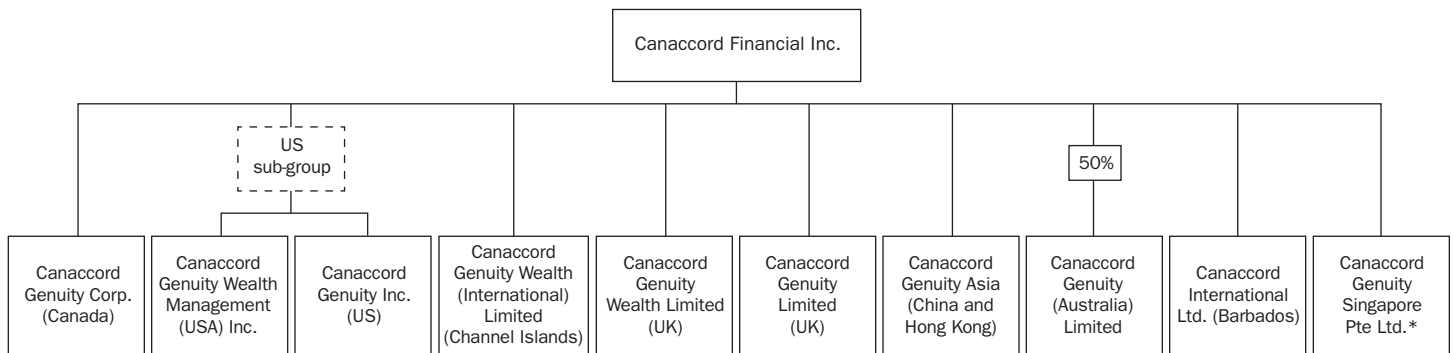 Canaccord Financial Inc.
US
sub-group
50%
Canaccord
Genuity Corp.
(Canada)
Canaccord
Genuity Wealth
Management
(USA) Inc.
Canaccord
Genuity Inc.
(US)
Canaccord
Genuity Wealth
(International)
Limited
(Channel Islands)
Canaccord
Genuity
Wealth Limited
(UK)
Canaccord
Genuity
Limited
(UK)
Canaccord
Genuity Asia
(China and
Hong Kong)
Canaccord
Genuity
(Australia)
Limited
Canaccord
International
Ltd. (Barbados)
Canaccord
Genuity
Singapore
Pte Ltd.*